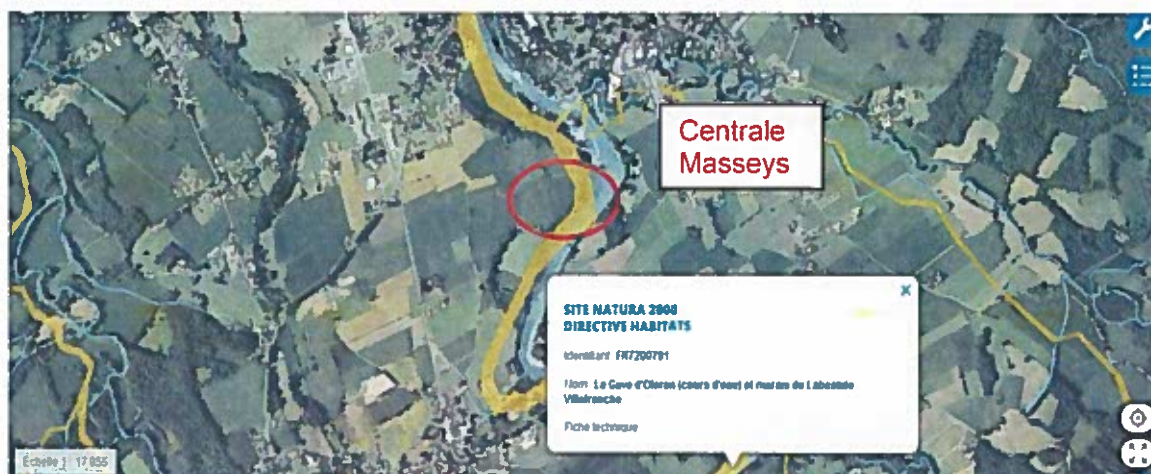 Centrale
Masseys
SITE NATURA 2000
DIRECTIVE HABITATS
Identifiant FR7200791
Nom Le Gave d'Oloron (cours d'eau) et marais de Labastide
Villefranche
Fiche technique
Échelle 1 : 17 055